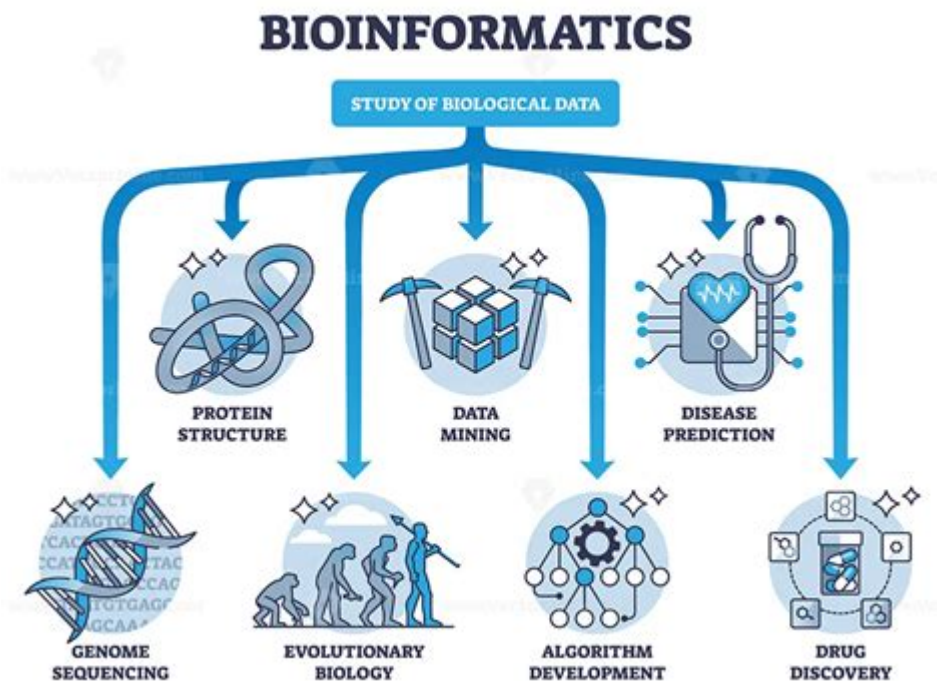 BIOINFORMATICS
STUDY OF BIOLOGICAL DATA
PROTEIN
STRUCTURE
DATA
MINING
DISEASE
PREDICTION
GENOME
SEQUENCING
EVOLUTIONARY
BIOLOGY
ALGORITHM
DEVELOPMENT
DRUG
DISCOVERY